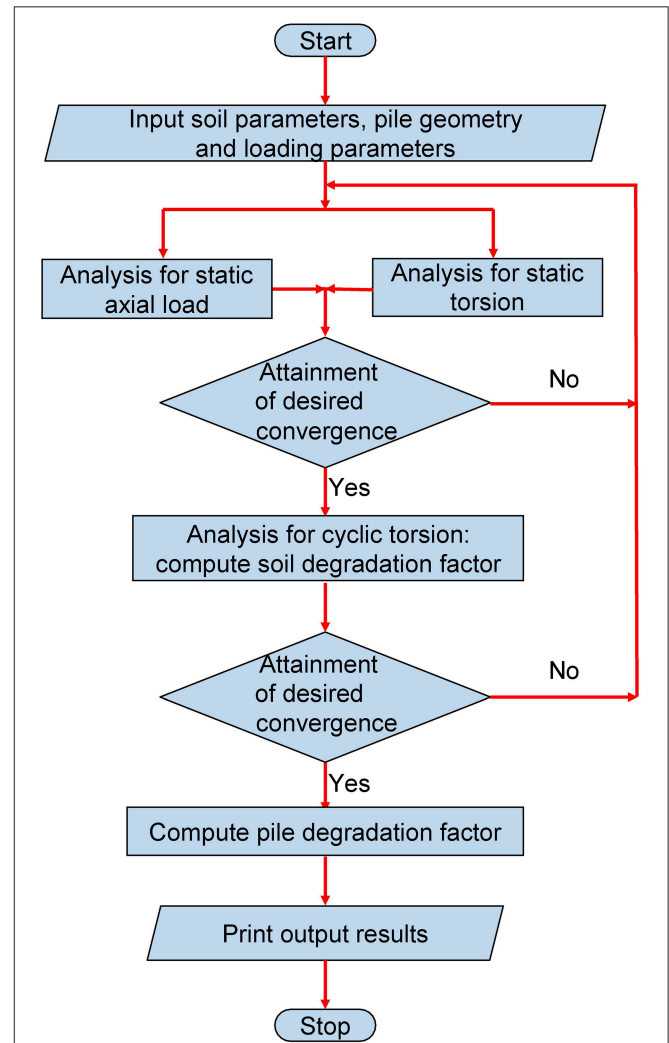 Start
Input soil parameters, pile geometry
and loading parameters
Analysis for static
axial load
Analysis for static
torsion
Attainment
of desired
convergence
No
Yes
Analysis for cyclic torsion:
compute soil degradation factor
Attainment
of desired
convergence
No
Yes
Compute pile degradation factor
Print output results
Stop